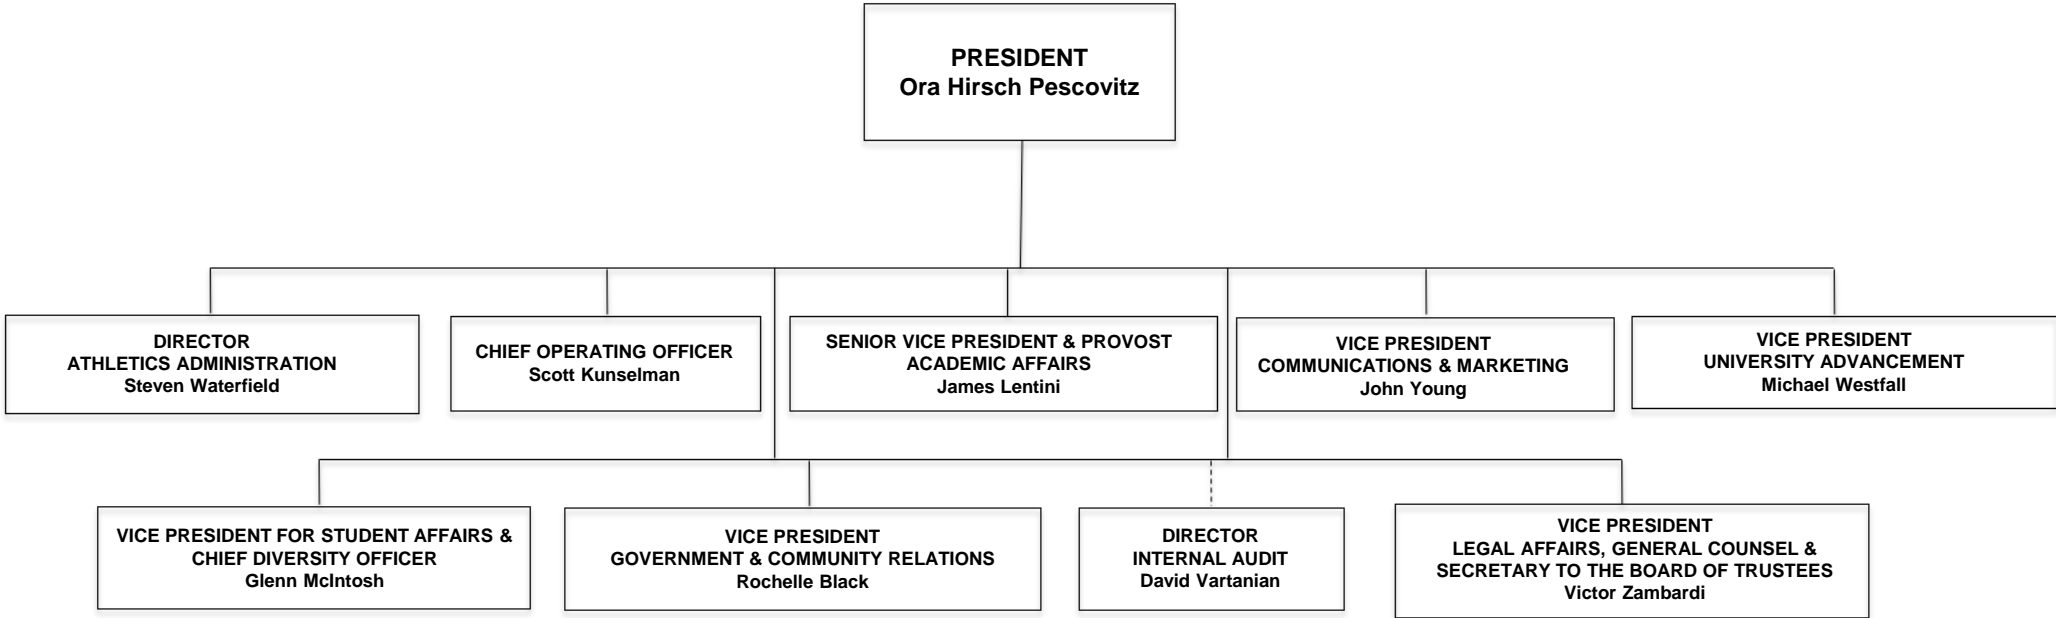 PRESIDENT
Ora Hirsch Pescovitz
DIRECTOR
ATHLETICS ADMINISTRATION
Steven Waterfield
CHIEF OPERATING OFFICER
Scott Kunselman
SENIOR VICE PRESIDENT & PROVOST
ACADEMIC AFFAIRS
James Lentini
VICE PRESIDENT
COMMUNICATIONS & MARKETING
John Young
VICE PRESIDENT
UNIVERSITY ADVANCEMENT
Michael Westfall
VICE PRESIDENT FOR STUDENT AFFAIRS &
CHIEF DIVERSITY OFFICER
Glenn McIntosh
VICE PRESIDENT
GOVERNMENT & COMMUNITY RELATIONS
Rochelle Black
DIRECTOR
INTERNAL AUDIT
David Vartanian
VICE PRESIDENT
LEGAL AFFAIRS, GENERAL COUNSEL &
SECRETARY TO THE BOARD OF TRUSTEES
Victor Zambardi